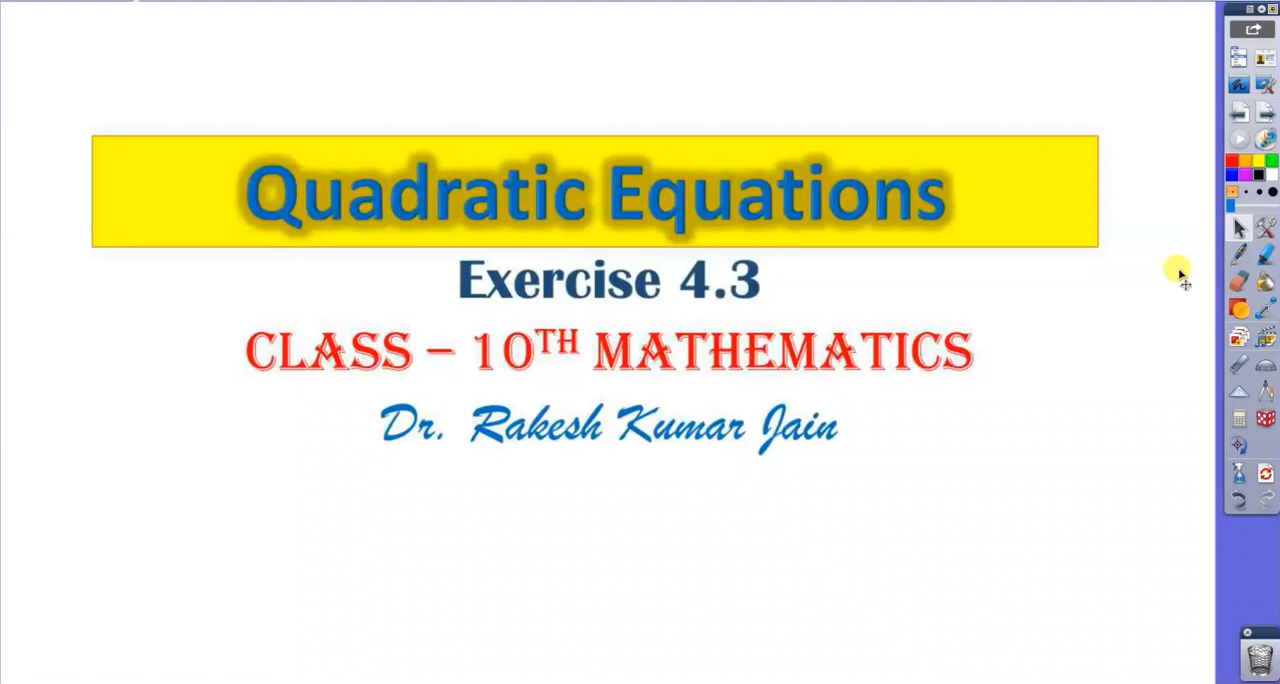 Quadratic Equations
Exercise 4.3
CLASS – 10TH MATHEMATICS
Dr. Rakesh Kumar Jain